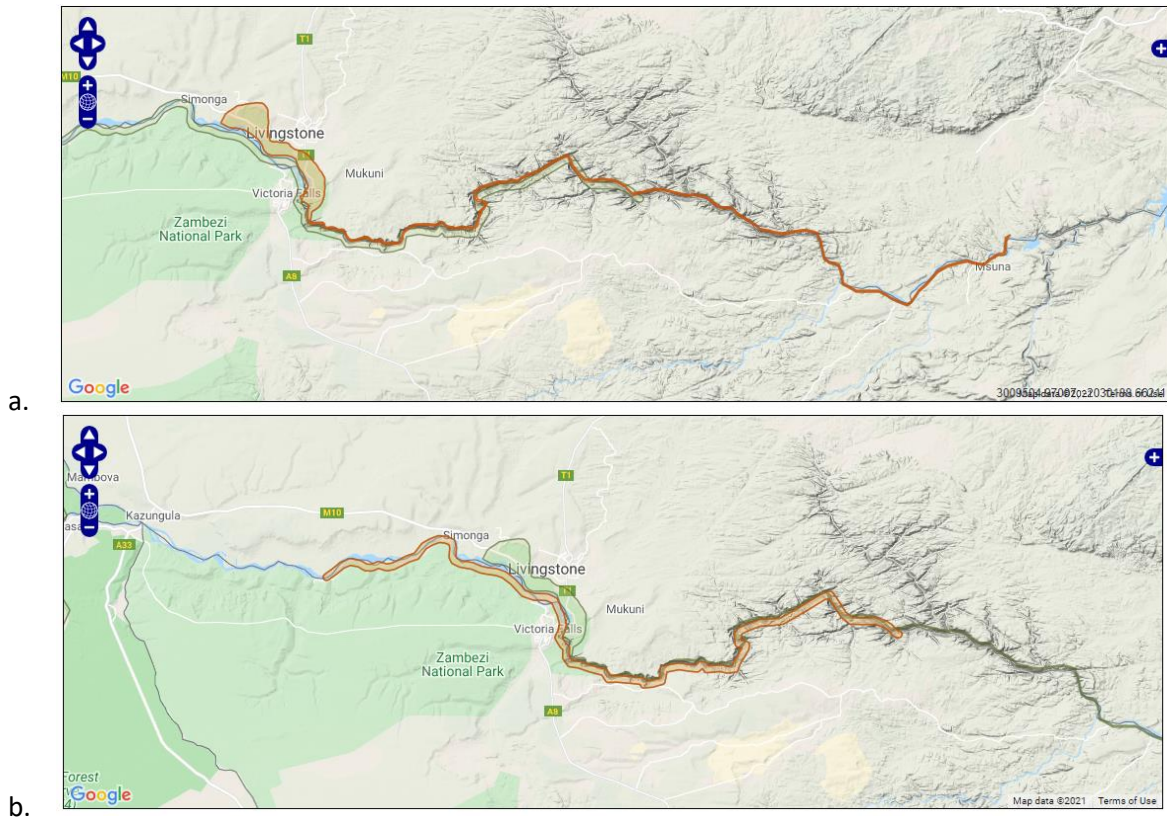 T1
M10
Simonga
Livingstone
Mukuni
Victoria Falls
Zambezi
National Park
A8
Msuna
Google
a.
Mambova
Kazungula
M10
T1
A33
Simonga
Livingstone
Mukuni
Victoria Falls
Zambezi
National Park
A8
Forest
Google
Map data ©2021 Terms of Use
b.